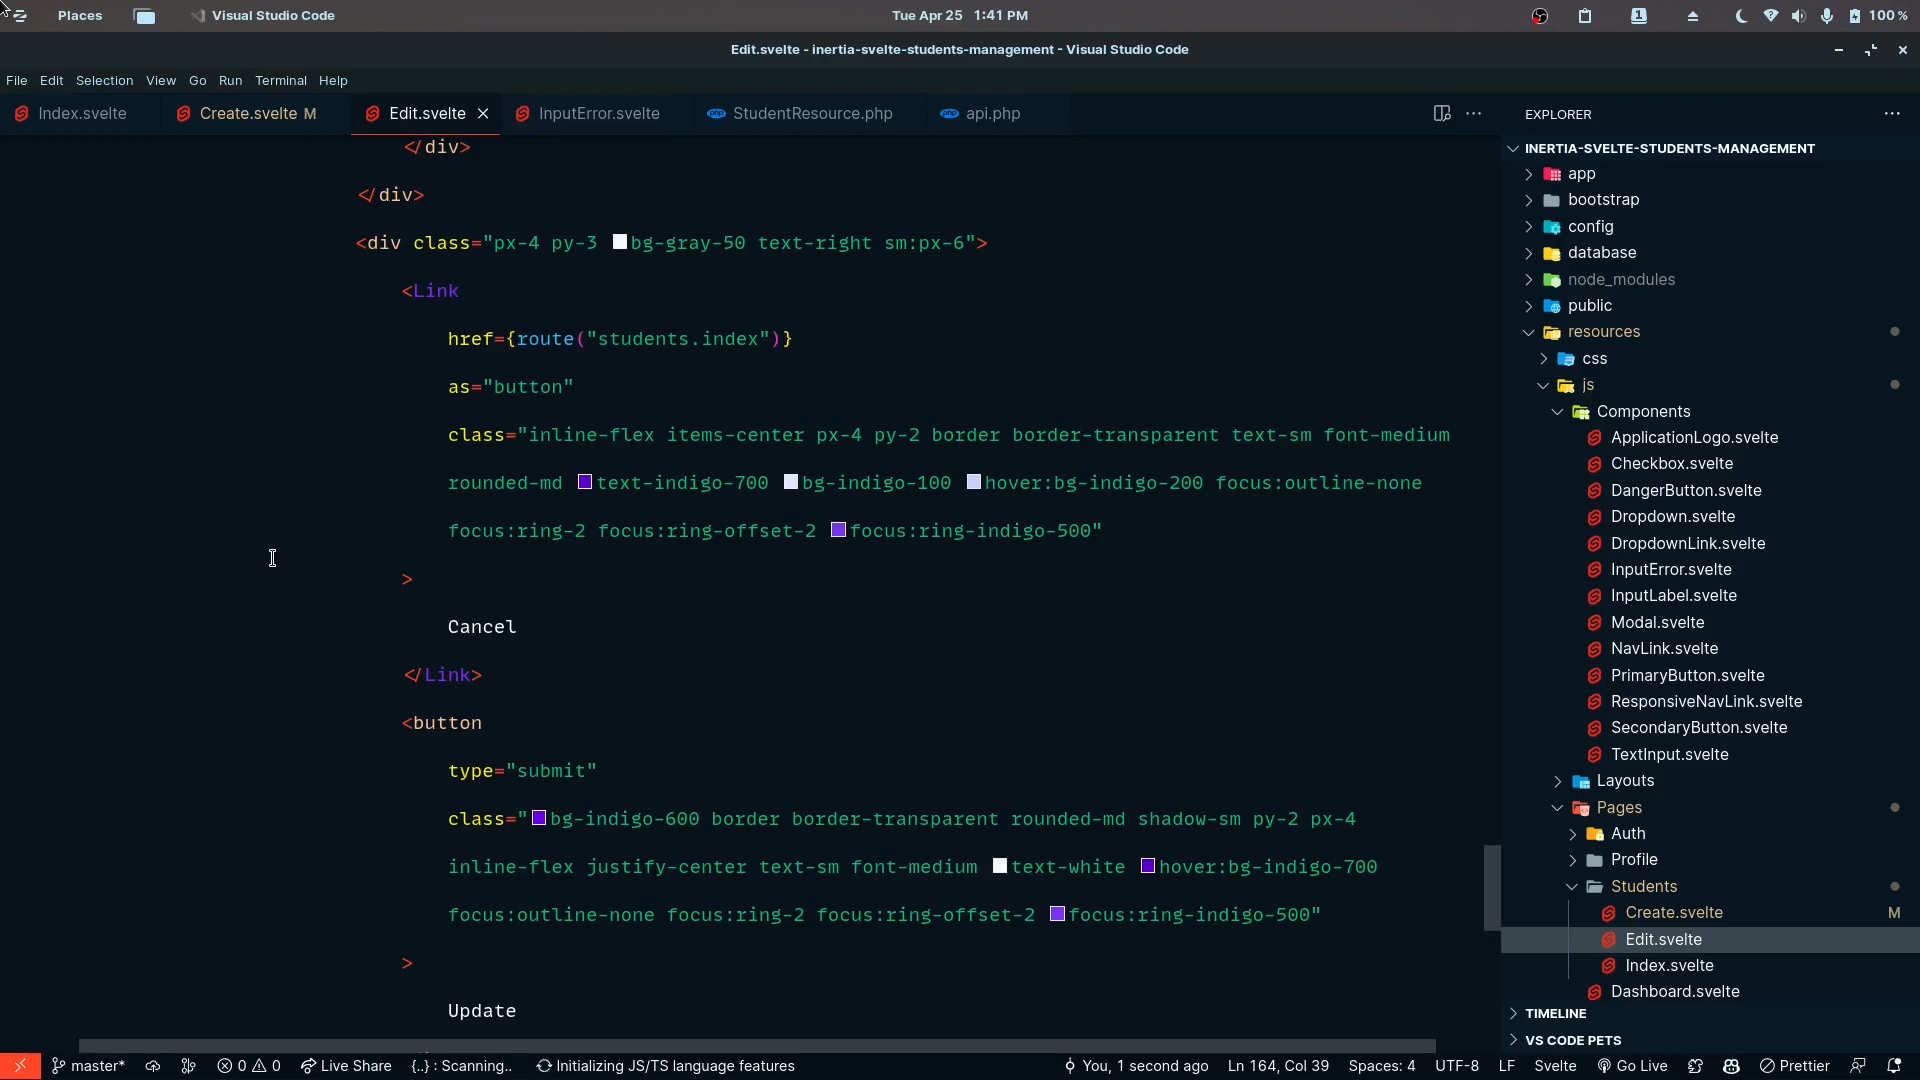 Places
Visual Studio Code
Tue Apr 25 1:41 PM
1
100 %
Edit.svelte - inertia-svelte-students-management - Visual Studio Code
File Edit Selection View Go Run Terminal Help
Index.svelte
Create.svelte M
Edit.svelte
InputError.svelte
php StudentResource.php
php api.php
</div>
</div>
<div class="px-4 py-3 bg-gray-50 text-right sm:px-6">
<Link
href={route("students.index")}
as="button"
class="inline-flex items-center px-4 py-2 border border-transparent text-sm font-medium
rounded-md text-indigo-700 bg-indigo-100 hover:bg-indigo-200 focus:outline-none
focus:ring-2 focus:ring-offset-2 focus:ring-indigo-500"
>
Cancel
</Link>
<button
type="submit"
class="bg-indigo-600 border border-transparent rounded-md shadow-sm py-2 px-4
inline-flex justify-center text-sm font-medium text-white hover:bg-indigo-700
focus:outline-none focus:ring-2 focus:ring-offset-2 focus:ring-indigo-500"
>
Update
EXPLORER
INERTIA-SVELTE-STUDENTS-MANAGEMENT
app
bootstrap
config
database
node_modules
public
resources
css
js
Components
ApplicationLogo.svelte
Checkbox.svelte
DangerButton.svelte
Dropdown.svelte
DropdownLink.svelte
InputError.svelte
InputLabel.svelte
Modal.svelte
NavLink.svelte
PrimaryButton.svelte
ResponsiveNavLink.svelte
SecondaryButton.svelte
TextInput.svelte
Layouts
Pages
Auth
Profile
Students
Create.svelte M
Edit.svelte
Index.svelte
Dashboard.svelte
TIMELINE
VS CODE PETS
master* 0 0 Live Share {..} : Scanning.. Initializing JS/TS language features You, 1 second ago Ln 164, Col 39 Spaces: 4 UTF-8 LF Svelte Go Live Prettier